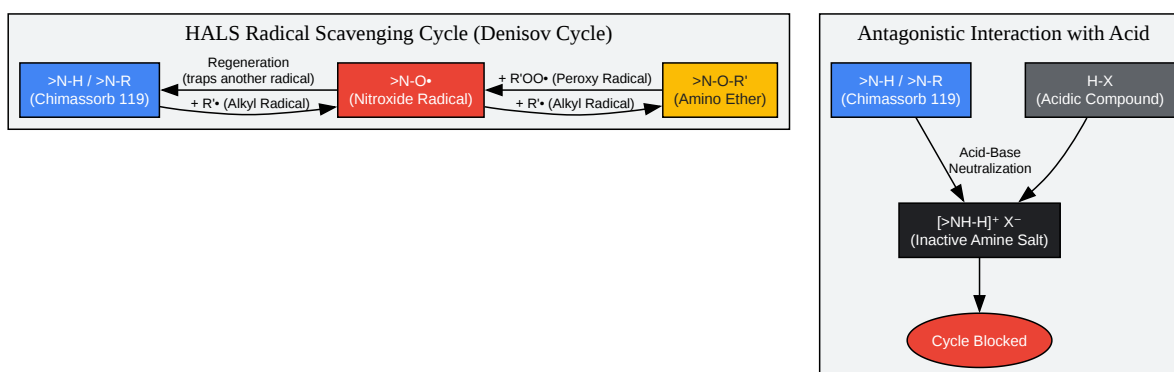 HALS Radical Scavenging Cycle (Denisov Cycle)
>N-H / >N-R
(Chimassorb 119)
Regeneration
(traps another radical)
+ R'• (Alkyl Radical)
>N-O•
(Nitroxide Radical)
+ R'OO• (Peroxy Radical)
+ R'• (Alkyl Radical)
>N-O-R'
(Amino Ether)
Antagonistic Interaction with Acid
>N-H / >N-R
(Chimassorb 119)
H-X
(Acidic Compound)
Acid-Base
Neutralization
[>NH-H]⁺ X⁻
(Inactive Amine Salt)
Cycle Blocked